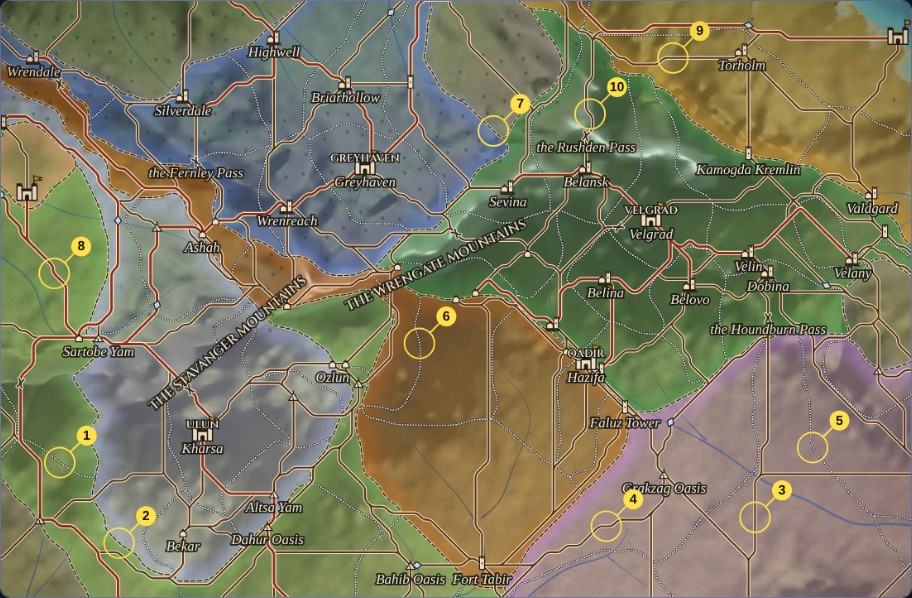 9
Highwell
Torholm
Wrendale
10
Briarhollow
7
Silverdale
the Rushden Pass
GREYHAVEN
Greyhaven
the Fernley Pass
Kamogda Kremlin
Belansk
Sevina
Valdgard
VELGRAD
Velgrad
Wrenreach
THE WRENGATE MOUNTAINS
8
Ashah
Velin
Velany
Dobina
Belina
Belovo
THE STAVANGER MOUNTAINS
6
the Houndburn Pass
Sartobe Yam
QADIR
Hazifa
Ozlun
ULUN
Kharsa
Faluz Tower
1
5
Grakzag Oasis
3
4
Altsa Yam
2
Bekar
Dahur Oasis
Bahib Oasis
Fort Tabir